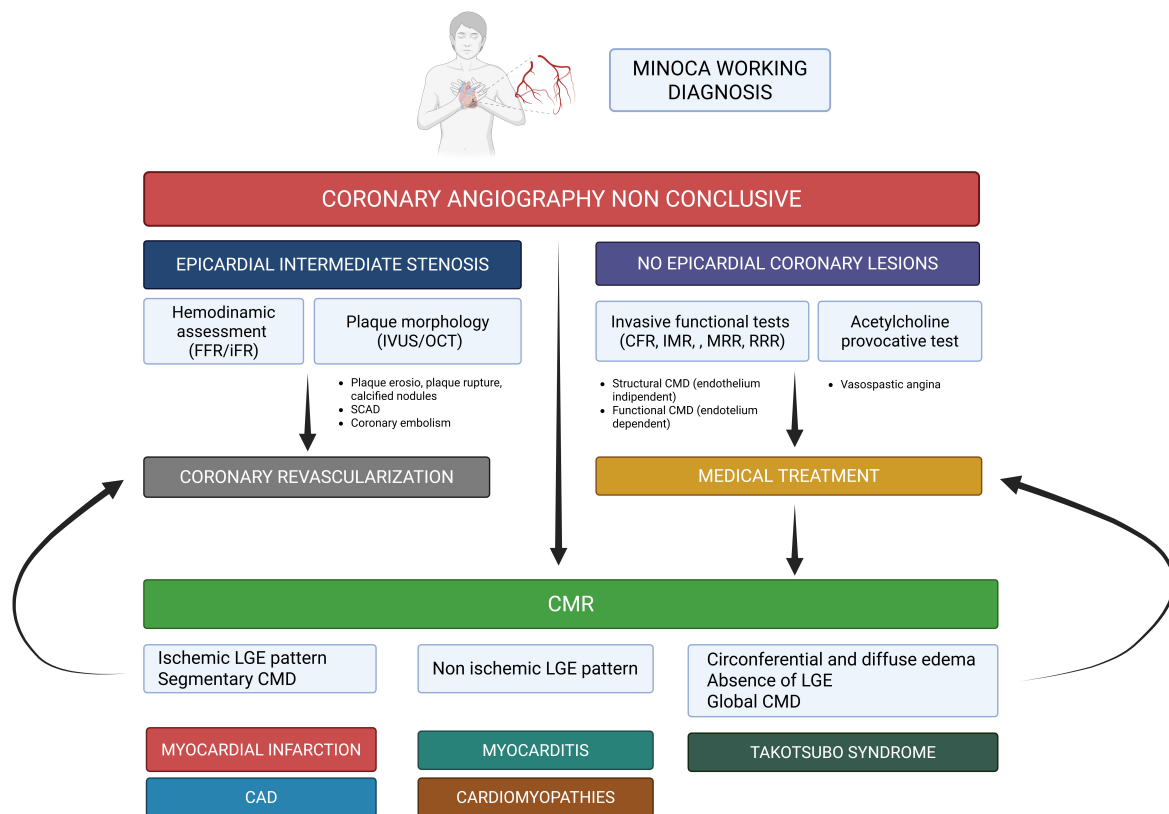 MINOCA WORKING
DIAGNOSIS
CORONARY ANGIOGRAPHY NON CONCLUSIVE
EPICARDIAL INTERMEDIATE STENOSIS
NO EPICARDIAL CORONARY LESIONS
Hemodinamic
assessment
(FFR/iFR)
Plaque morphology
(IVUS/OCT)
Invasive functional tests
(CFR, IMR, , MRR, RRR)
Acetylcholine
provocative test
• Plaque erosio, plaque rupture,
calcified nodules
• SCAD
• Coronary embolism
• Structural CMD (endothelium
indipendent)
• Functional CMD (endotelium
dependent)
• Vasospastic angina
CORONARY REVASCULARIZATION
MEDICAL TREATMENT
CMR
Ischemic LGE pattern
Segmentary CMD
Non ischemic LGE pattern
Circonferential and diffuse edema
Absence of LGE
Global CMD
MYOCARDIAL INFARCTION
MYOCARDITIS
TAKOTSUBO SYNDROME
CAD
CARDIOMYOPATHIES